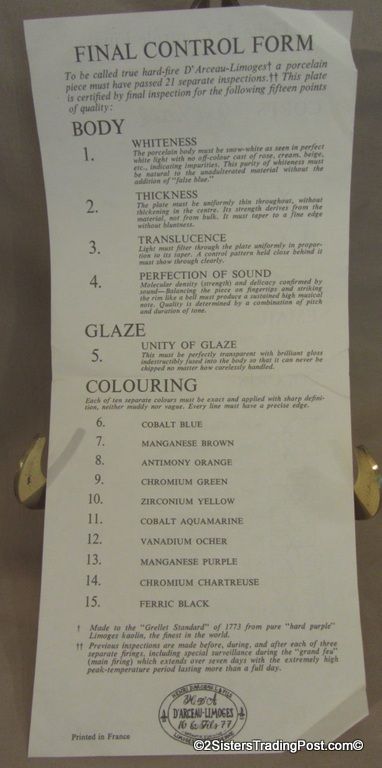 FINAL CONTROL FORM
To be called true hard-fire D'Arceau-Limoges† a porcelain
piece must have passed 21 separate inspections.†† This plate
is certified by final inspection for the following fifteen points
of quality:
BODY
1. WHITENESS
The porcelain body must be snow-white as seen in perfect
white light with no off-colour cast of rose, cream, beige,
etc., indicating impurities. This purity of whiteness must
be natural to the unadulterated material without the
addition of "false blue."
2. THICKNESS
The plate must be uniformly thin throughout, without
thickening in the centre. Its strength derives from the
material, not from bulk. It must taper to a fine edge
without bluntness.
3. TRANSLUCENCE
Light must filter through the plate uniformly in propor-
tion to its taper. A control pattern held close behind it
must show through clearly.
4. PERFECTION OF SOUND
Molecular density (strength) and delicacy confirmed by
sound—Balancing the piece on fingertips and striking
the rim like a bell must produce a sustained high musical
note. Quality is determined by a combination of pitch
and duration of tone.
GLAZE
5. UNITY OF GLAZE
This must be perfectly transparent with brilliant gloss
indestructibly fused into the body so that it can never be
chipped no matter how carelessly handled.
COLOURING
Each of ten separate colours must be exact and applied with sharp defini-
tion, neither muddy nor vague. Every line must have a precise edge.
6. COBALT BLUE
7. MANGANESE BROWN
8. ANTIMONY ORANGE
9. CHROMIUM GREEN
10. ZIRCONIUM YELLOW
11. COBALT AQUAMARINE
12. VANADIUM OCHER
13. MANGANESE PURPLE
14. CHROMIUM CHARTREUSE
15. FERRIC BLACK
† Made to the "Grellet Standard" of 1773 from pure "hard purple"
Limoges kaolin, the finest in the world.
†† Previous inspections are made before, during, and after each of three
separate firings, including special surveillance during the "grand feu"
(main firing) which extends over seven days with the extremely high
peak-temperature period lasting more than a full day.
D'ARCEAU-LIMOGES
Printed in France
©2SistersTradingPost.com©